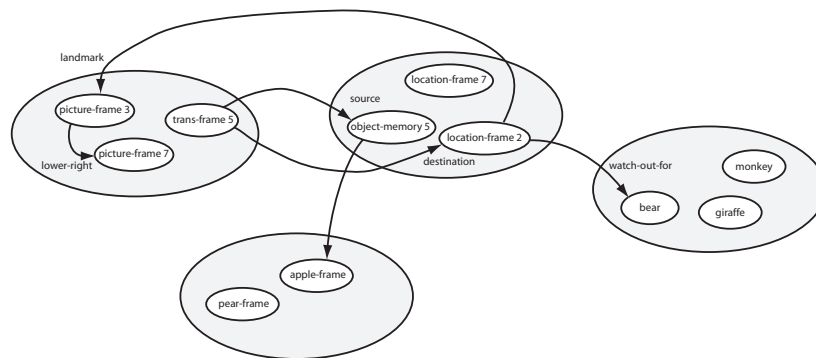 landmark
picture-frame 3
trans-frame 5
picture-frame 7
lower-right
location-frame 7
source
object-memory 5
location-frame 2
destination
watch-out-for
monkey
bear
giraffe
apple-frame
pear-frame